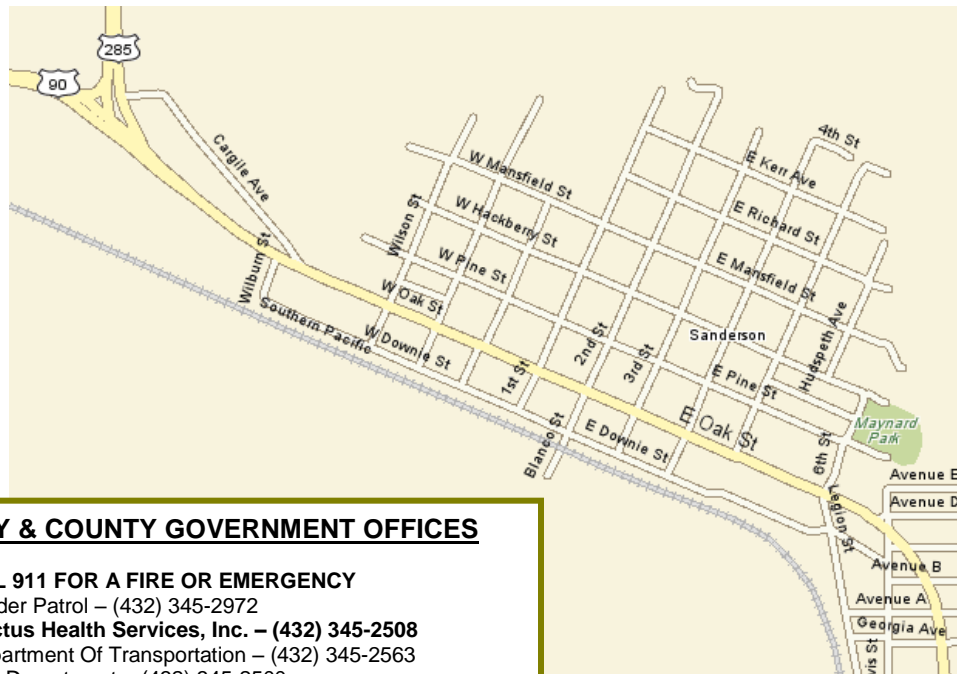 285
90
Cargile Ave
4th St
E Kerr Ave
W Mansfield St
W Hackberry St
E Richard St
Wilson St
W Pine St
E Mansfield St
Wilburn St
W Oak St
Southern Pacific
W Downie St
Sanderson
Hudspeth Ave
2nd St
3rd St
1st St
E Pine St
E Oak St
Maynard
Park
E Downie St
Blanco St
6th St
Avenue E
Legion St
Avenue D
Avenue B
Avenue A
Georgia Ave
vis St
Y & COUNTY GOVERNMENT OFFICES
L 911 FOR A FIRE OR EMERGENCY
der Patrol – (432) 345-2972
ctus Health Services, Inc. – (432) 345-2508
partment Of Transportation – (432) 345-2563